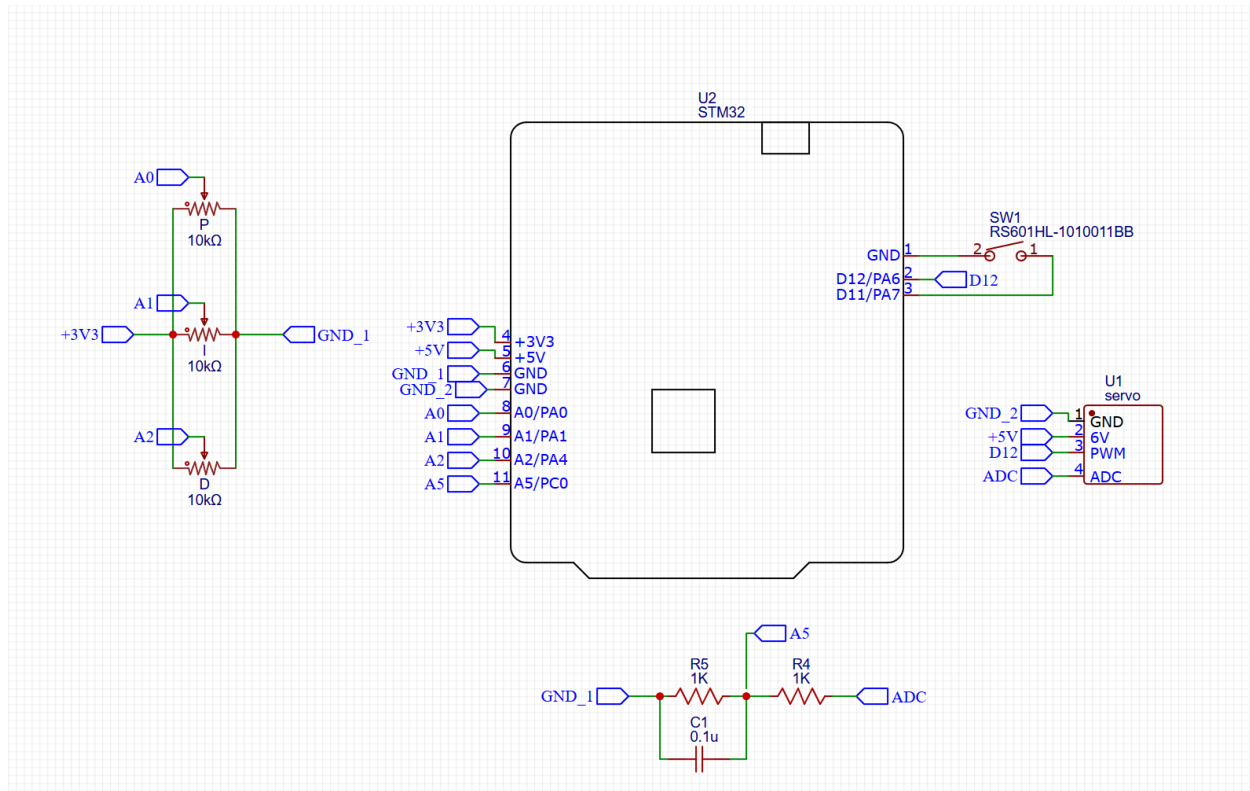 U2
STM32
A0
P
10kΩ
A1
+3V3
GND_1
I
10kΩ
A2
D
10kΩ
+3V3
+5V
GND_1
GND_2
A0
A1
A2
A5
4
5
6
7
8
9
10
11
+3V3
+5V
GND
GND
A0/PA0
A1/PA1
A2/PA4
A5/PC0
GND
D12/PA6
D11/PA7
1
2
3
D12
SW1
RS601HL-1010011BB
2
1
U1
servo
GND_2
+5V
D12
ADC
1
2
3
4
GND
6V
PWM
ADC
A5
R5
1K
R4
1K
GND_1
ADC
C1
0.1u